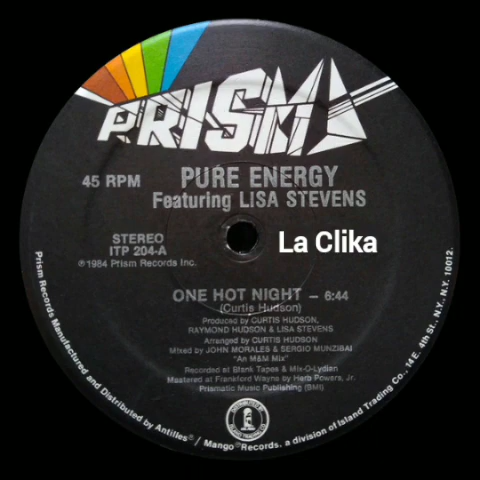 PRISM
PURE ENERGY
45 RPM
Featuring LISA STEVENS
STEREO
ITP 204-A
℗1984 Prism Records Inc.
La Clika
ONE HOT NIGHT – 6:44
(Curtis Hudson)
Produced by CURTIS HUDSON,
RAYMOND HUDSON & LISA STEVENS
Arranged by CURTIS HUDSON
Mixed by JOHN MORALES & SERGIO MUNZIBAI
"An M&M Mix"
Recorded at Blank Tapes & Mix-O-Lydian
Mastered at Frankford Wayne by Herb Powers, Jr.
Prismatic Music Publishing (BMI)
Prism Records Manufactured and Distributed by Antilles® / Mango® Records, a division of Island Trading Co., 14 E. 4th St., N.Y., N.Y. 10012.